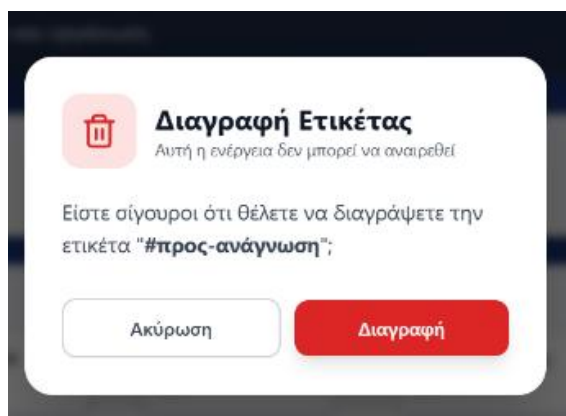 Διαγραφή Ετικέτας
Αυτή η ενέργεια δεν μπορεί να αναιρεθεί
Είστε σίγουροι ότι θέλετε να διαγράψετε την
ετικέτα "#προς-ανάγνωση";
Ακύρωση
Διαγραφή